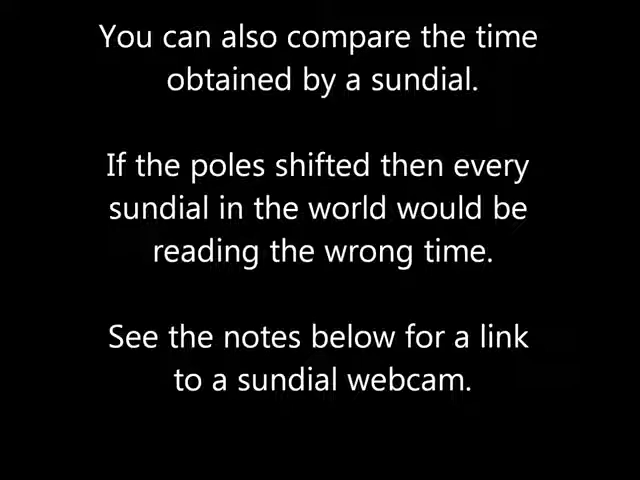 You can also compare the time
obtained by a sundial.
If the poles shifted then every
sundial in the world would be
reading the wrong time.
See the notes below for a link
to a sundial webcam.